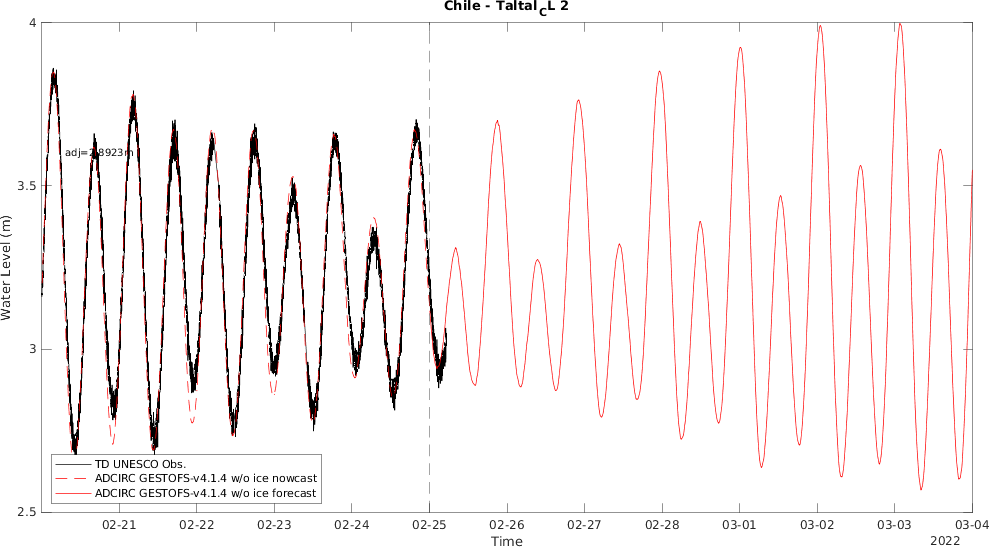 Chile - Taltal_CL 2
4
3.5
3
2.5
Water Level (m)
adj=2.8923m
TD UNESCO Obs.
ADCIRC GESTOFS-v4.1.4 w/o ice nowcast
ADCIRC GESTOFS-v4.1.4 w/o ice forecast
02-21 02-22 02-23 02-24 02-25 02-26 02-27 02-28 03-01 03-02 03-03 03-04
Time
2022